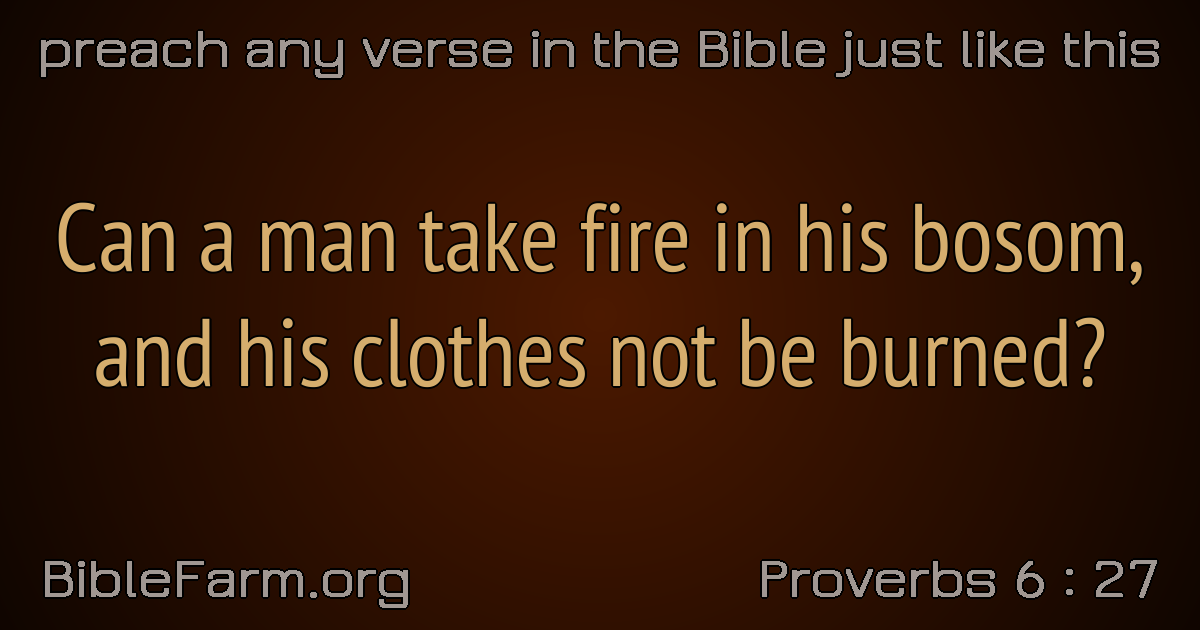 preach any verse in the Bible just like this
Can a man take fire in his bosom,
and his clothes not be burned?
BibleFarm.org
Proverbs 6 : 27